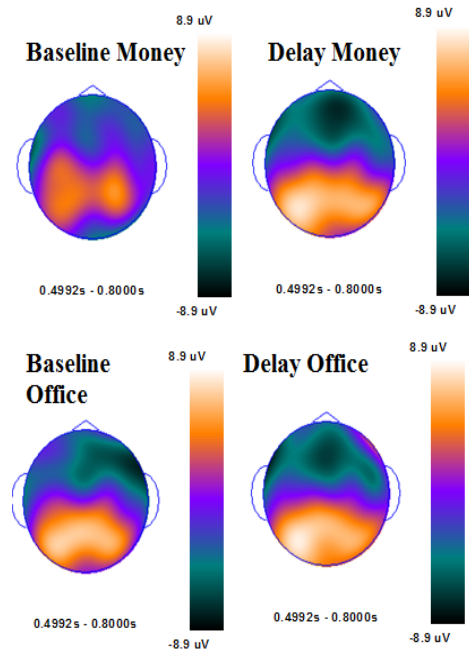 8.9 uV
8.9 uV
Baseline Money
Delay Money
0.4992s - 0.8000s
0.4992s - 0.8000s
-8.9 uV
-8.9 uV
8.9 uV
8.9 uV
Baseline
Office
Delay Office
0.4992s - 0.8000s
0.4992s - 0.8000s
-8.9 uV
-8.9 uV